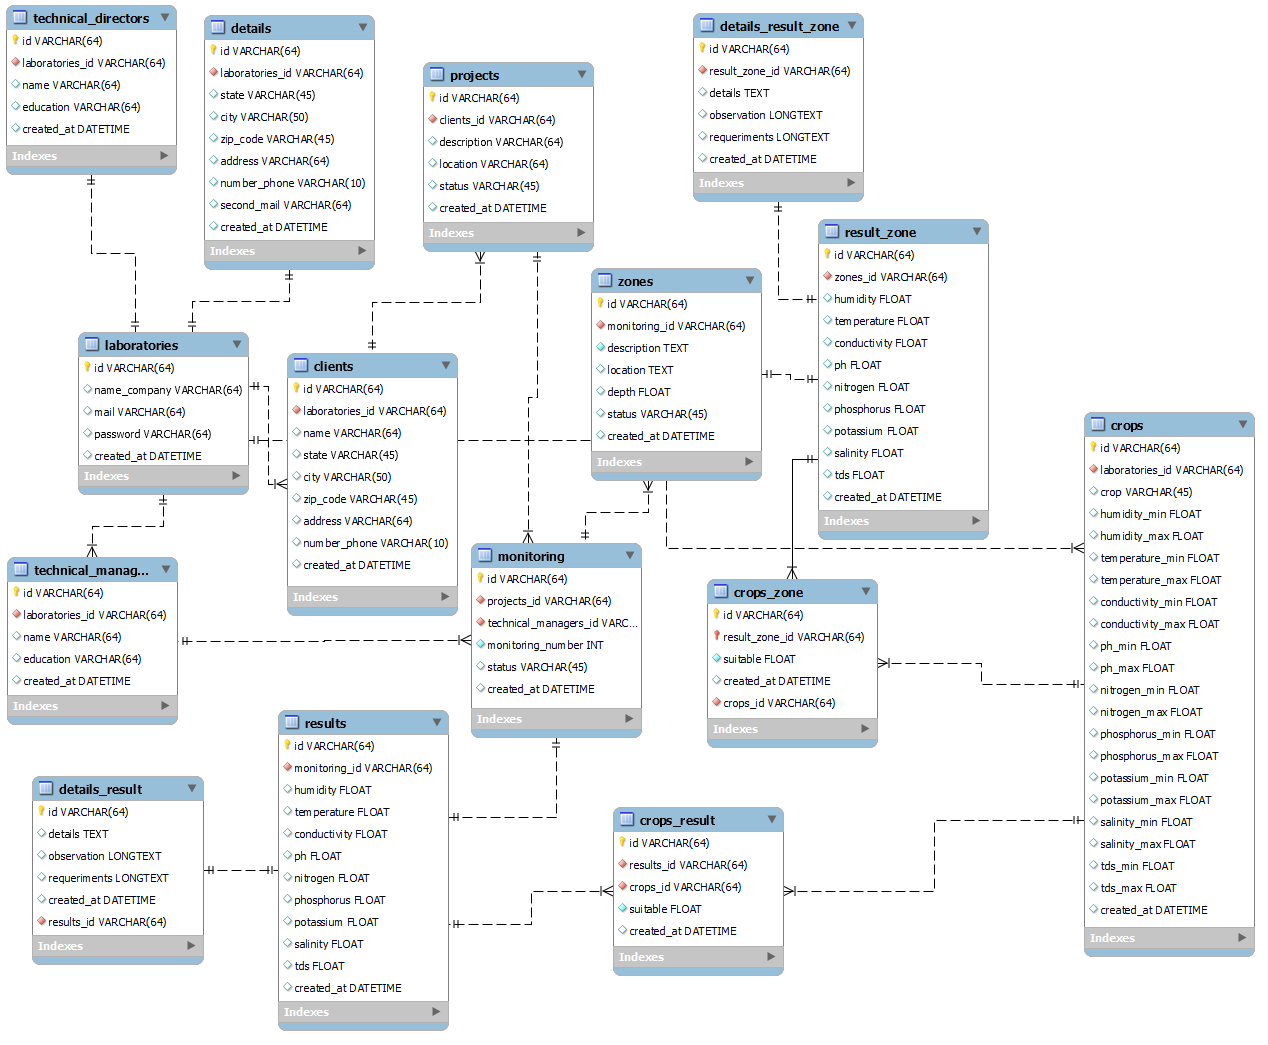 technical_directors
id VARCHAR(64)
laboratories_id VARCHAR(64)
name VARCHAR(64)
education VARCHAR(64)
created_at DATETIME
Indexes
details
id VARCHAR(64)
laboratories_id VARCHAR(64)
state VARCHAR(45)
city VARCHAR(50)
zip_code VARCHAR(45)
address VARCHAR(64)
number_phone VARCHAR(10)
second_mail VARCHAR(64)
created_at DATETIME
Indexes
projects
id VARCHAR(64)
clients_id VARCHAR(64)
description VARCHAR(64)
location VARCHAR(64)
status VARCHAR(45)
created_at DATETIME
Indexes
details_result_zone
id VARCHAR(64)
result_zone_id VARCHAR(64)
details TEXT
observation LONGTEXT
requeriments LONGTEXT
created_at DATETIME
Indexes
result_zone
id VARCHAR(64)
zones_id VARCHAR(64)
humidity FLOAT
temperature FLOAT
conductivity FLOAT
ph FLOAT
nitrogen FLOAT
phosphorus FLOAT
potassium FLOAT
salinity FLOAT
tds FLOAT
created_at DATETIME
Indexes
zones
id VARCHAR(64)
monitoring_id VARCHAR(64)
description TEXT
location TEXT
depth FLOAT
status VARCHAR(45)
created_at DATETIME
Indexes
laboratories
id VARCHAR(64)
name_company VARCHAR(64)
mail VARCHAR(64)
password VARCHAR(64)
created_at DATETIME
Indexes
clients
id VARCHAR(64)
laboratories_id VARCHAR(64)
name VARCHAR(64)
state VARCHAR(45)
city VARCHAR(50)
zip_code VARCHAR(45)
address VARCHAR(64)
number_phone VARCHAR(10)
created_at DATETIME
Indexes
crops
id VARCHAR(64)
laboratories_id VARCHAR(64)
crop VARCHAR(45)
humidity_min FLOAT
humidity_max FLOAT
temperature_min FLOAT
temperature_max FLOAT
conductivity_min FLOAT
conductivity_max FLOAT
ph_min FLOAT
ph_max FLOAT
nitrogen_min FLOAT
nitrogen_max FLOAT
phosphorus_min FLOAT
phosphorus_max FLOAT
potassium_min FLOAT
potassium_max FLOAT
salinity_min FLOAT
salinity_max FLOAT
tds_min FLOAT
tds_max FLOAT
created_at DATETIME
Indexes
technical_manag...
id VARCHAR(64)
laboratories_id VARCHAR(64)
name VARCHAR(64)
education VARCHAR(64)
created_at DATETIME
Indexes
monitoring
id VARCHAR(64)
projects_id VARCHAR(64)
technical_managers_id VARC...
monitoring_number INT
status VARCHAR(45)
created_at DATETIME
Indexes
crops_zone
id VARCHAR(64)
result_zone_id VARCHAR(64)
suitable FLOAT
created_at DATETIME
crops_id VARCHAR(64)
Indexes
results
id VARCHAR(64)
monitoring_id VARCHAR(64)
humidity FLOAT
temperature FLOAT
conductivity FLOAT
ph FLOAT
nitrogen FLOAT
phosphorus FLOAT
potassium FLOAT
salinity FLOAT
tds FLOAT
created_at DATETIME
Indexes
details_result
id VARCHAR(64)
details TEXT
observation LONGTEXT
requeriments LONGTEXT
created_at DATETIME
results_id VARCHAR(64)
Indexes
crops_result
id VARCHAR(64)
results_id VARCHAR(64)
crops_id VARCHAR(64)
suitable FLOAT
created_at DATETIME
Indexes